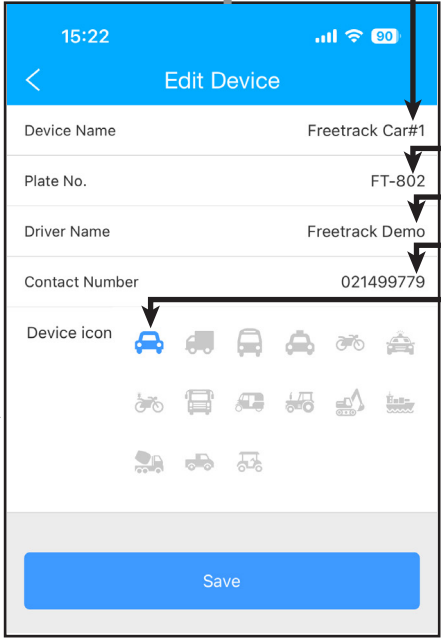 15:22
90
Edit Device
Device Name Freetrack Car#1
Plate No. FT-802
Driver Name Freetrack Demo
Contact Number 021499779
Device icon
Save